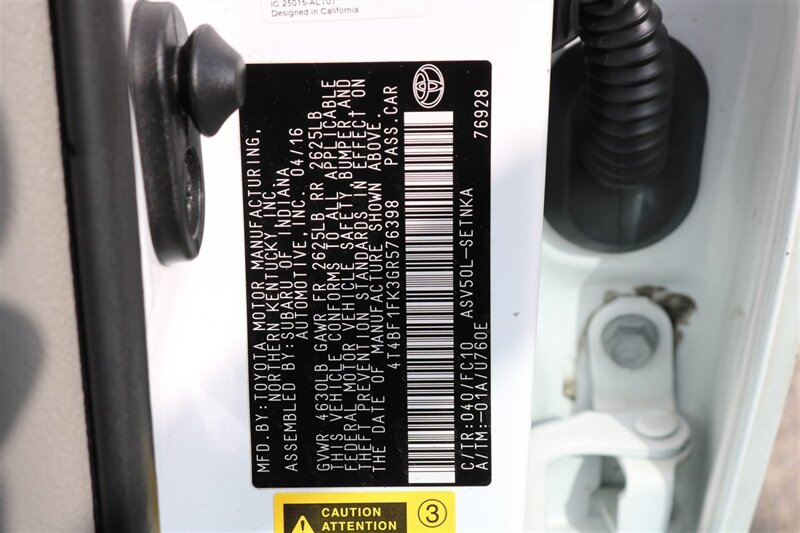 IC 25015-ALT01
Designed in California
MFD.BY:TOYOTA MOTOR MANUFACTURING,
NORTHERN KENTUCKY, INC.
ASSEMBLED BY:SUBARU OF INDIANA
AUTOMOTIVE, INC. 04/16
GVWR 4630LB GAWR FR 2625LB RR 2625LB
THIS VEHICLE CONFORMS TO ALL APPLICABLE
FEDERAL MOTOR VEHICLE SAFETY, BUMPER AND
THEFT PREVENTION STANDARDS IN EFFECT ON
THE DATE OF MANUFACTURE SHOWN ABOVE.
4T4BF1FK3GR576398 PASS.CAR
C/TR:040/FC10 ASV50L-SETNKA
A/TM:-01A/U760E 76928
CAUTION
ATTENTION
3